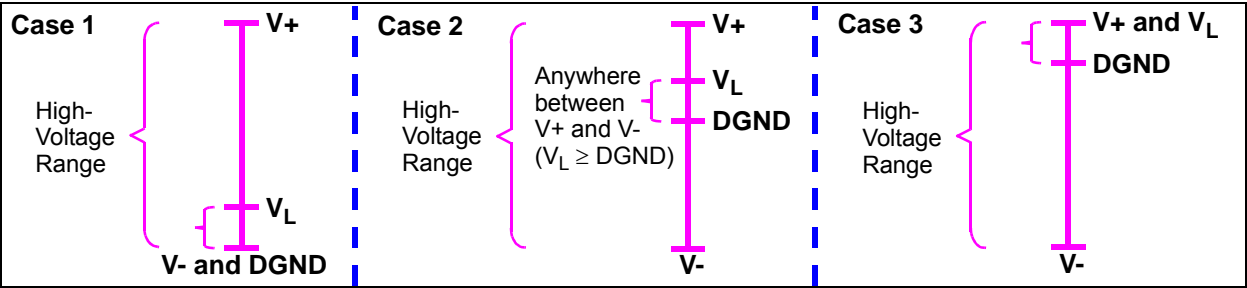 Case 1
V+
High-
Voltage
Range
VL
V- and DGND
Case 2
V+
Anywhere
between
V+ and V-
(VL ≥ DGND)
High-
Voltage
Range
VL
DGND
V-
Case 3
V+ and VL
DGND
High-
Voltage
Range
V-